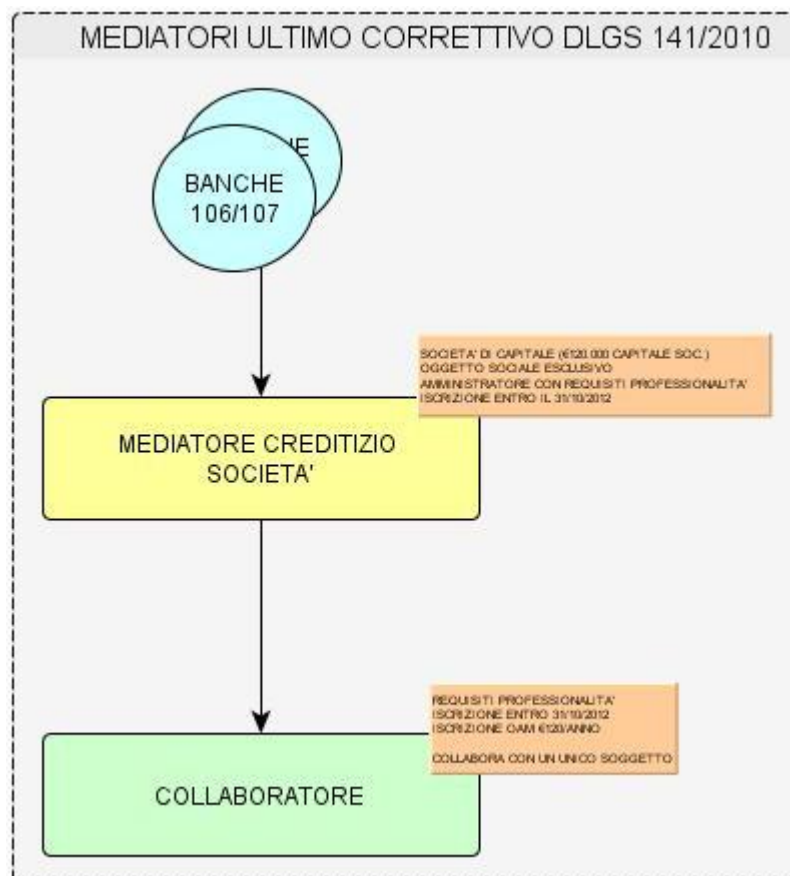 MEDIATORI ULTIMO CORRETTIVO DLGS 141/2010
BANCHE
106/107
SOCIETA' DI CAPITALE (€120.000 CAPITALE SOC.)
OGGETTO SOCIALE ESCLUSIVO
AMMINISTRATORE CON REQUISITI PROFESSIONALITA'
ISCRIZIONE ENTRO IL 31/10/2012
MEDIATORE CREDITIZIO
SOCIETA'
REQUISITI PROFESSIONALITA'
ISCRIZIONE ENTRO 31/10/2012
ISCRIZIONE OAM €120/ANNO
COLLABORA CON UN UNICO SOGGETTO
COLLABORATORE